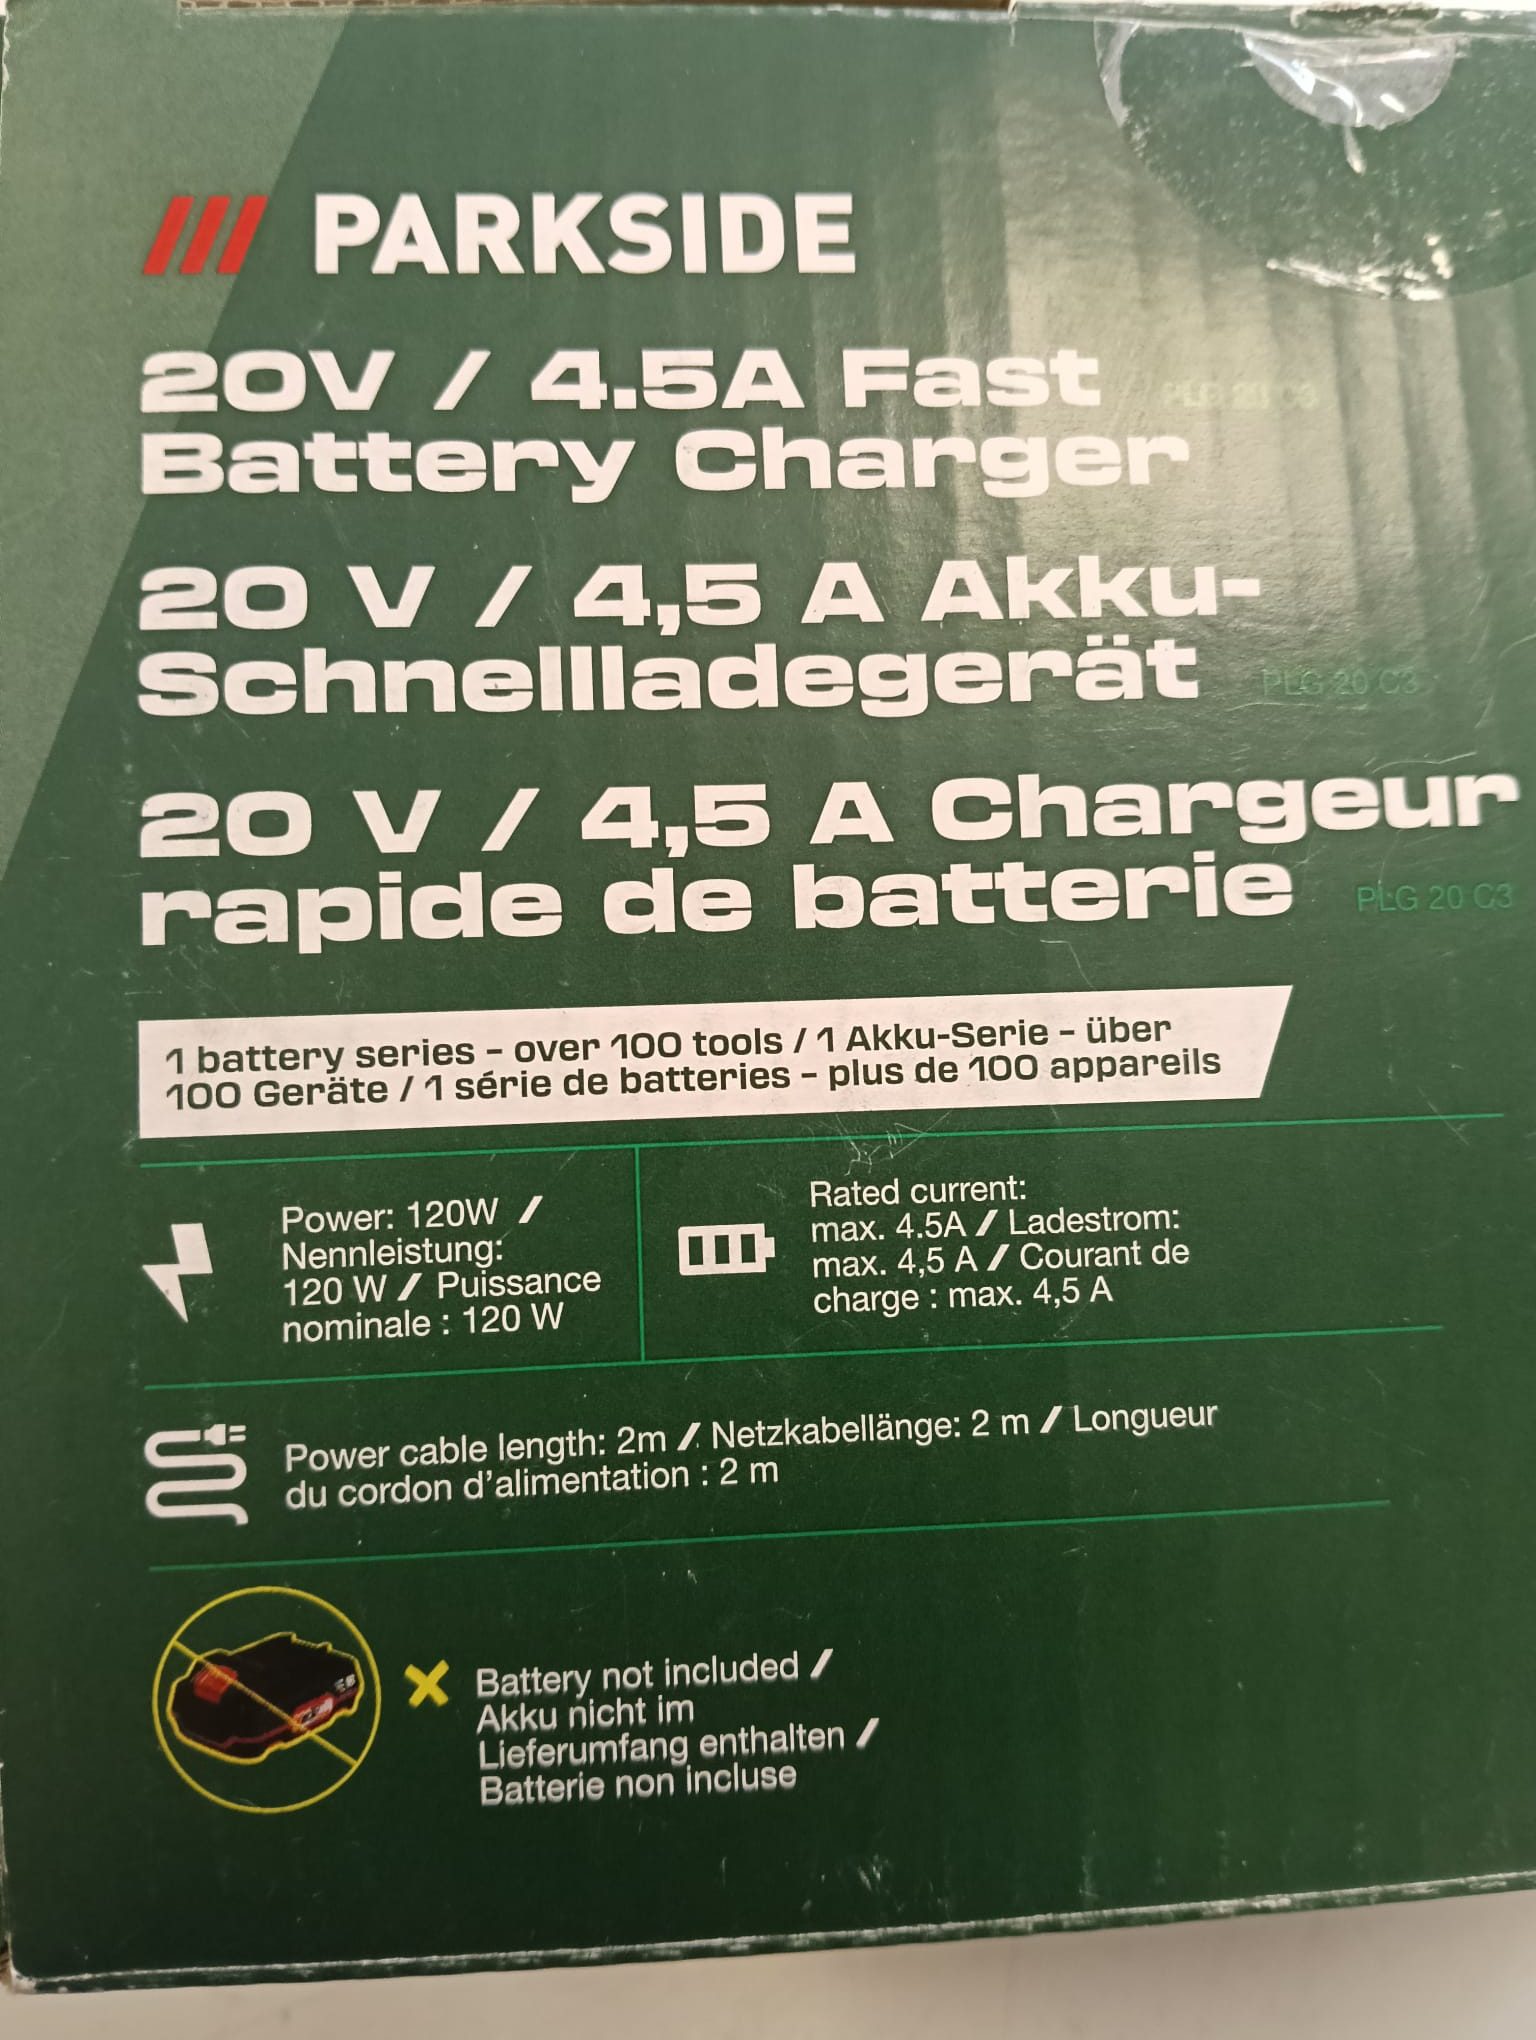 PARKSIDE
20V / 4.5A Fast
Battery Charger PLG 20 C3
20 V / 4,5 A Akku-
Schnellladegerät PLG 20 C3
20 V / 4,5 A Chargeur
rapide de batterie PLG 20 C3
1 battery series – over 100 tools / 1 Akku-Serie – über
100 Geräte / 1 série de batteries – plus de 100 appareils
Power: 120W /
Nennleistung:
120 W / Puissance
nominale : 120 W
Rated current:
max. 4.5A / Ladestrom:
max. 4,5 A / Courant de
charge : max. 4,5 A
Power cable length: 2m / Netzkabellänge: 2 m / Longueur
du cordon d'alimentation : 2 m
Battery not included /
Akku nicht im
Lieferumfang enthalten /
Batterie non incluse